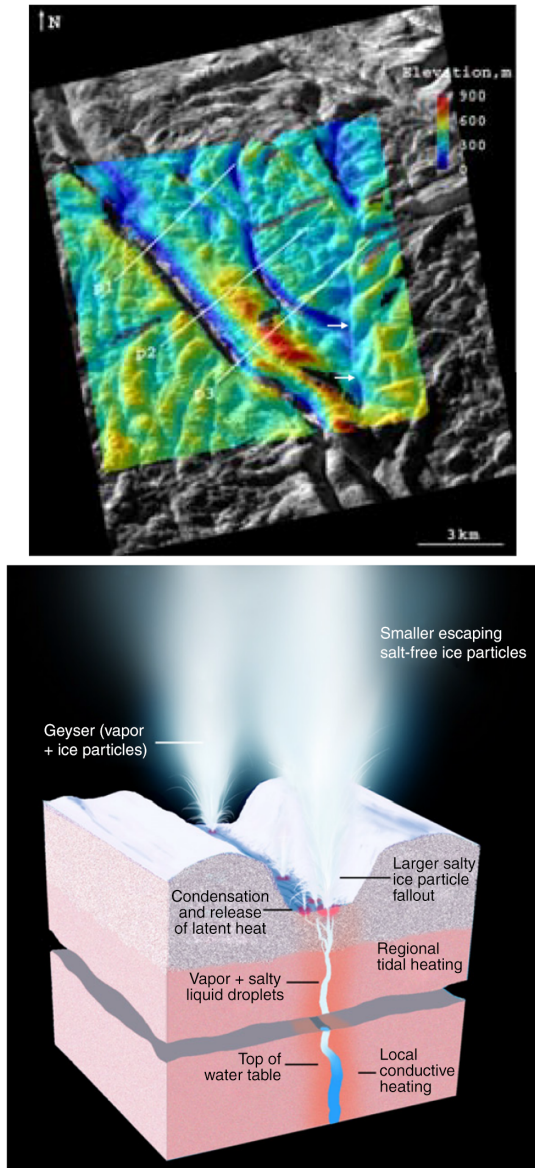 N
Elevation,m
900
600
300
0
p1
p2
p3
3km
Smaller escaping
salt-free ice particles
Geyser (vapor
+ ice particles)
Larger salty
ice particle
fallout
Condensation
and release
of latent heat
Regional
tidal heating
Vapor + salty
liquid droplets
Top of
water table
Local
conductive
heating